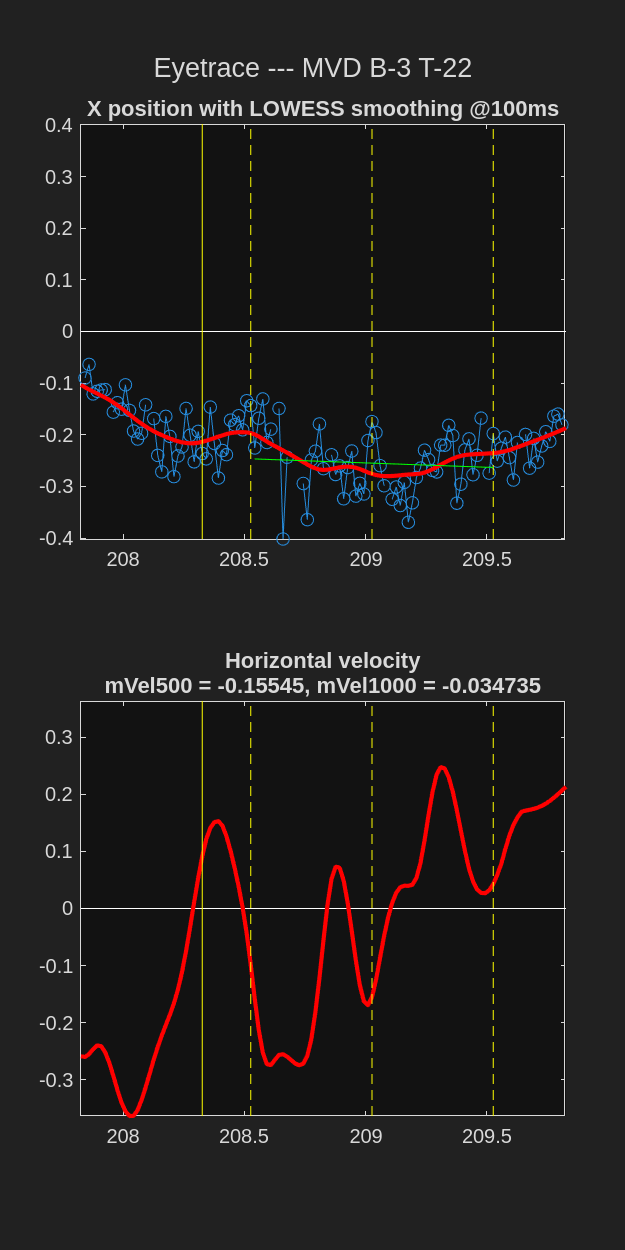 Eyetrace --- MVD B-3 T-22
X position with LOWESS smoothing @100ms
0.4
0.3
0.2
0.1
0
-0.1
-0.2
-0.3
-0.4
208 208.5 209 209.5
Horizontal velocity
mVel500 = -0.15545, mVel1000 = -0.034735
0.3
0.2
0.1
0
-0.1
-0.2
-0.3
208 208.5 209 209.5